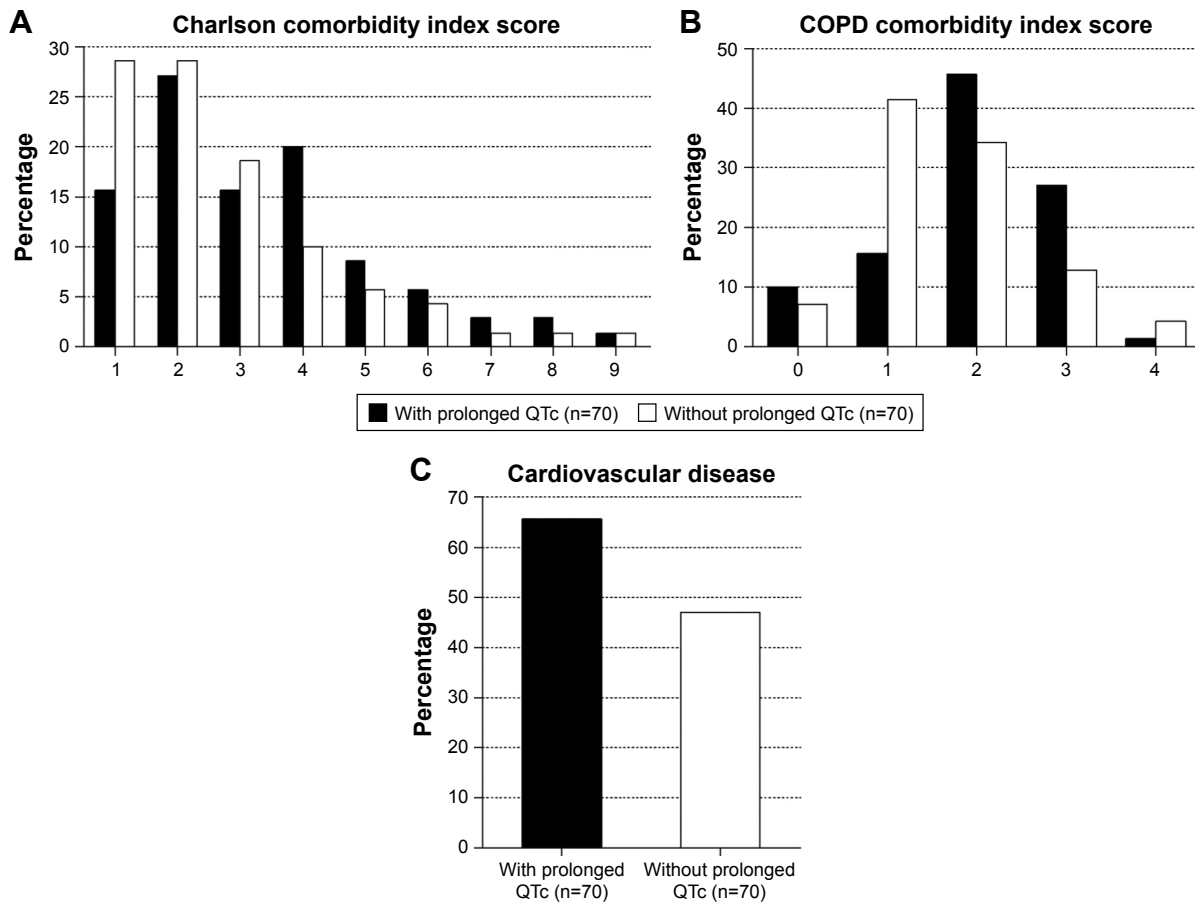 A
Charlson comorbidity index score
Percentage
30
25
20
15
10
5
0
1 2 3 4 5 6 7 8 9
B
COPD comorbidity index score
Percentage
50
40
30
20
10
0
0 1 2 3 4
With prolonged QTc (n=70) Without prolonged QTc (n=70)
C
Cardiovascular disease
Percentage
70
60
50
40
30
20
10
0
With prolonged
QTc (n=70)
Without prolonged
QTc (n=70)